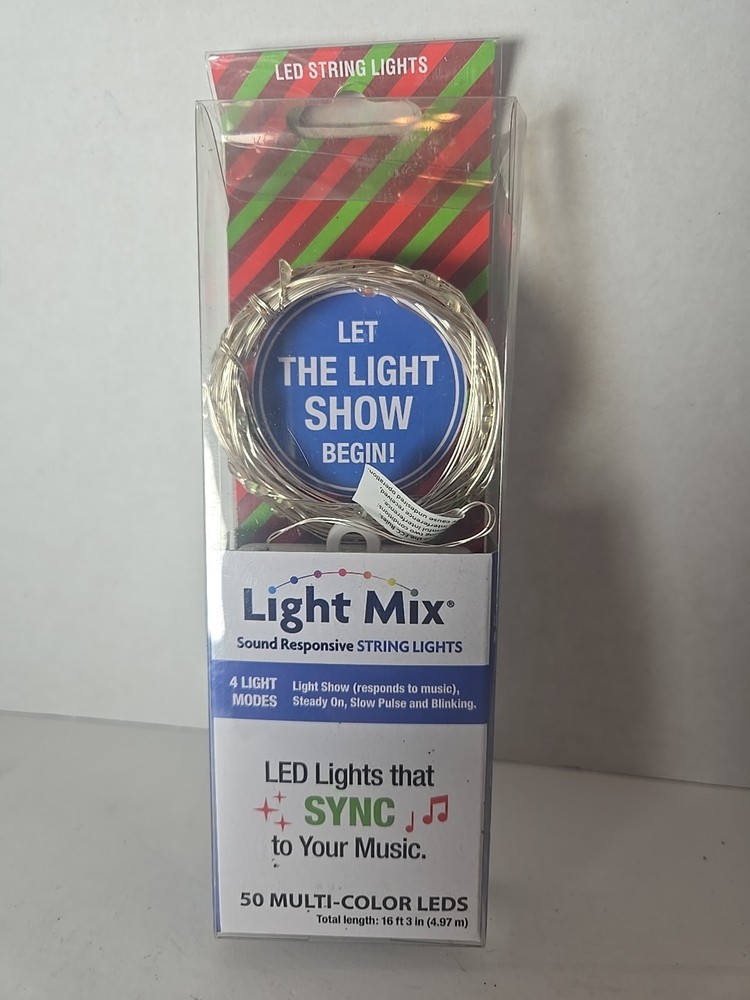 LED STRING LIGHTS
LET
THE LIGHT
SHOW
BEGIN!
Light Mix®
Sound Responsive STRING LIGHTS
4 LIGHT MODES
Light Show (responds to music),
Steady On, Slow Pulse and Blinking.
LED Lights that
SYNC
to Your Music.
50 MULTI-COLOR LEDS
Total length: 16 ft 3 in (4.97 m)